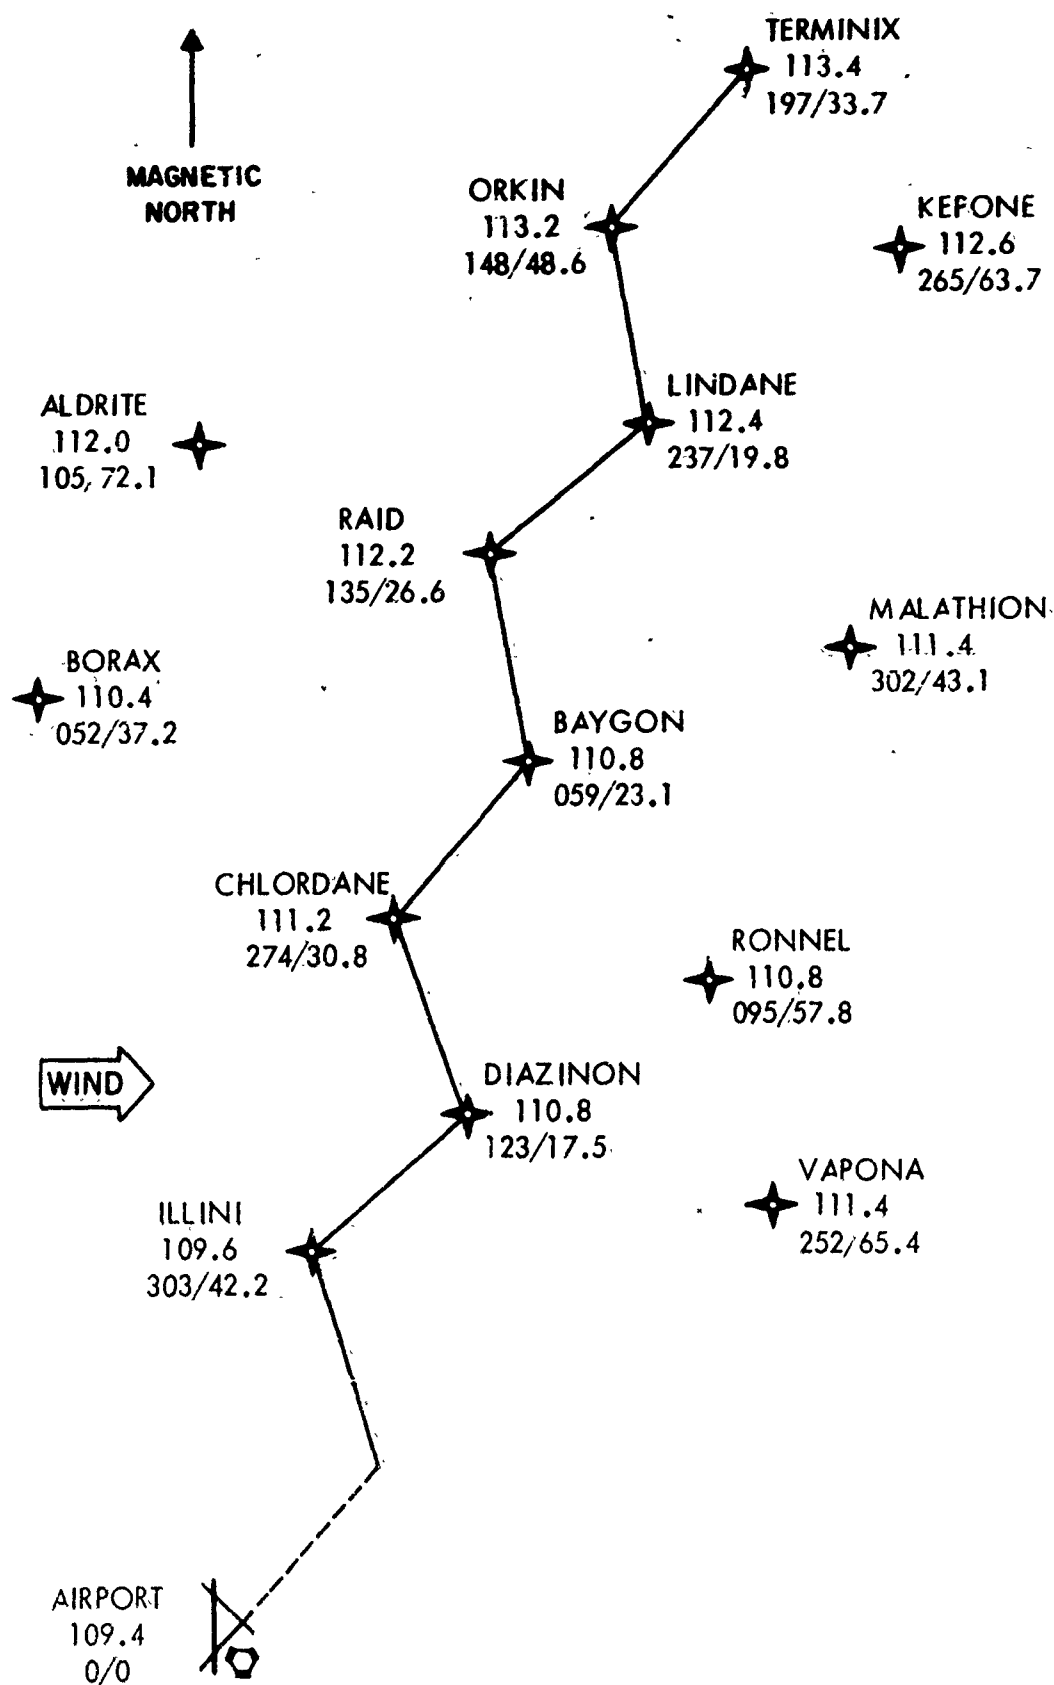 TERMINIX
113.4
197/33.7
MAGNETIC
NORTH
ORKIN
113.2
148/48.6
KEPONE
112.6
265/63.7
LINDANE
112.4
237/19.8
ALDRITE
112.0
105/72.1
RAID
112.2
135/26.6
MALATHION
111.4
302/43.1
BORAX
110.4
052/37.2
BAYGON
110.8
059/23.1
CHLORDANE
111.2
274/30.8
RONNEL
110.8
095/57.8
WIND
DIAZINON
110.8
123/17.5
VAPONA
111.4
252/65.4
ILLINI
109.6
303/42.2
AIRPORT
109.4
0/0